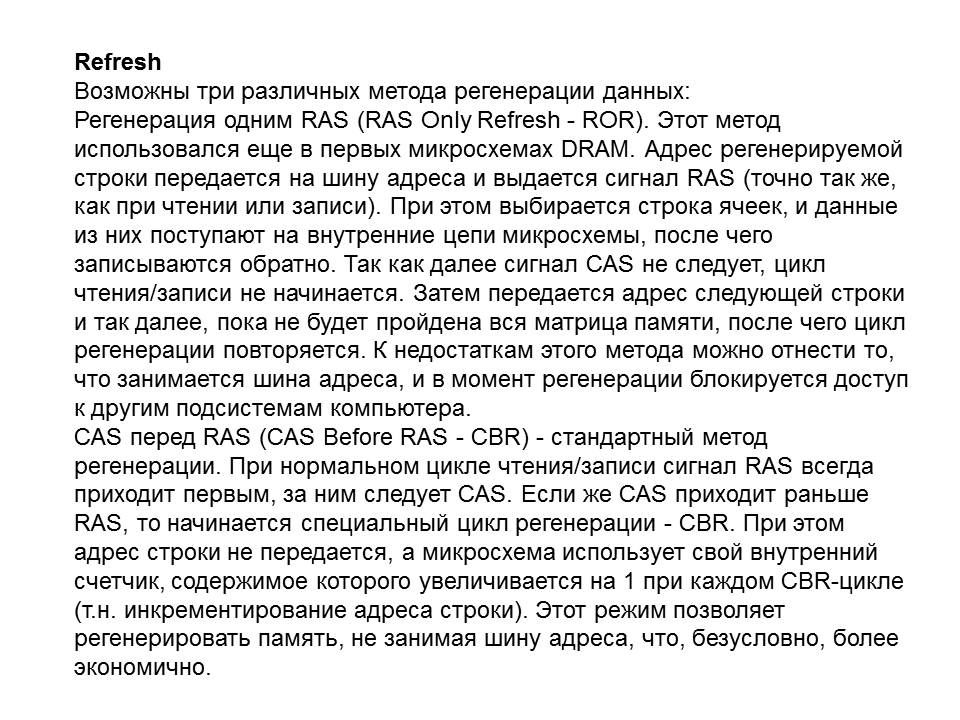 Refresh
Возможны три различных метода регенерации данных:
Регенерация одним RAS (RAS Only Refresh - ROR). Этот метод
использовался еще в первых микросхемах DRAM. Адрес регенерируемой
строки передается на шину адреса и выдается сигнал RAS (точно так же,
как при чтении или записи). При этом выбирается строка ячеек, и данные
из них поступают на внутренние цепи микросхемы, после чего
записываются обратно. Так как далее сигнал CAS не следует, цикл
чтения/записи не начинается. Затем передается адрес следующей строки
и так далее, пока не будет пройдена вся матрица памяти, после чего цикл
регенерации повторяется. К недостаткам этого метода можно отнести то,
что занимается шина адреса, и в момент регенерации блокируется доступ
к другим подсистемам компьютера.
CAS перед RAS (CAS Before RAS - CBR) - стандартный метод
регенерации. При нормальном цикле чтения/записи сигнал RAS всегда
приходит первым, за ним следует CAS. Если же CAS приходит раньше
RAS, то начинается специальный цикл регенерации - CBR. При этом
адрес строки не передается, а микросхема использует свой внутренний
счетчик, содержимое которого увеличивается на 1 при каждом CBR-цикле
(т.н. инкрементирование адреса строки). Этот режим позволяет
регенерировать память, не занимая шину адреса, что, безусловно, более
экономично.